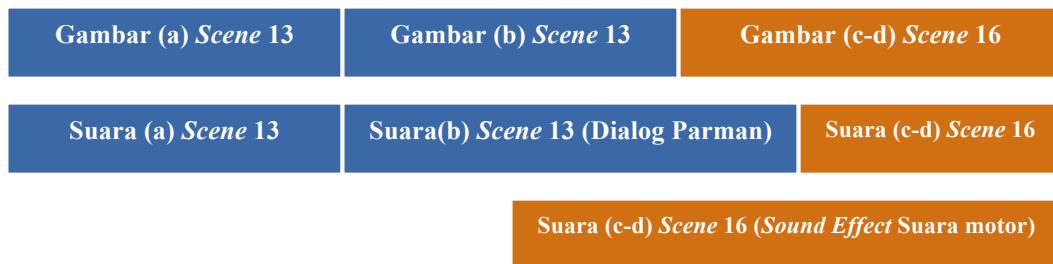 Gambar (a) Scene 13
Gambar (b) Scene 13
Gambar (c-d) Scene 16
Suara (a) Scene 13
Suara(b) Scene 13 (Dialog Parman)
Suara (c-d) Scene 16
Suara (c-d) Scene 16 (Sound Effect Suara motor)